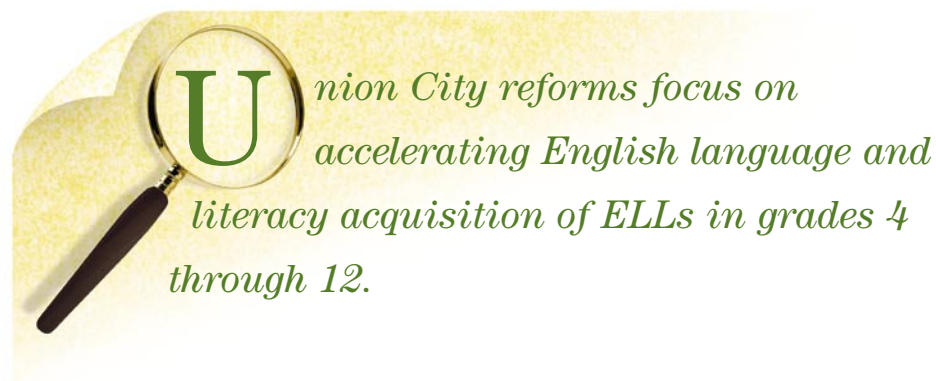 Union City reforms focus on
accelerating English language and
literacy acquisition of ELLs in grades 4
through 12.